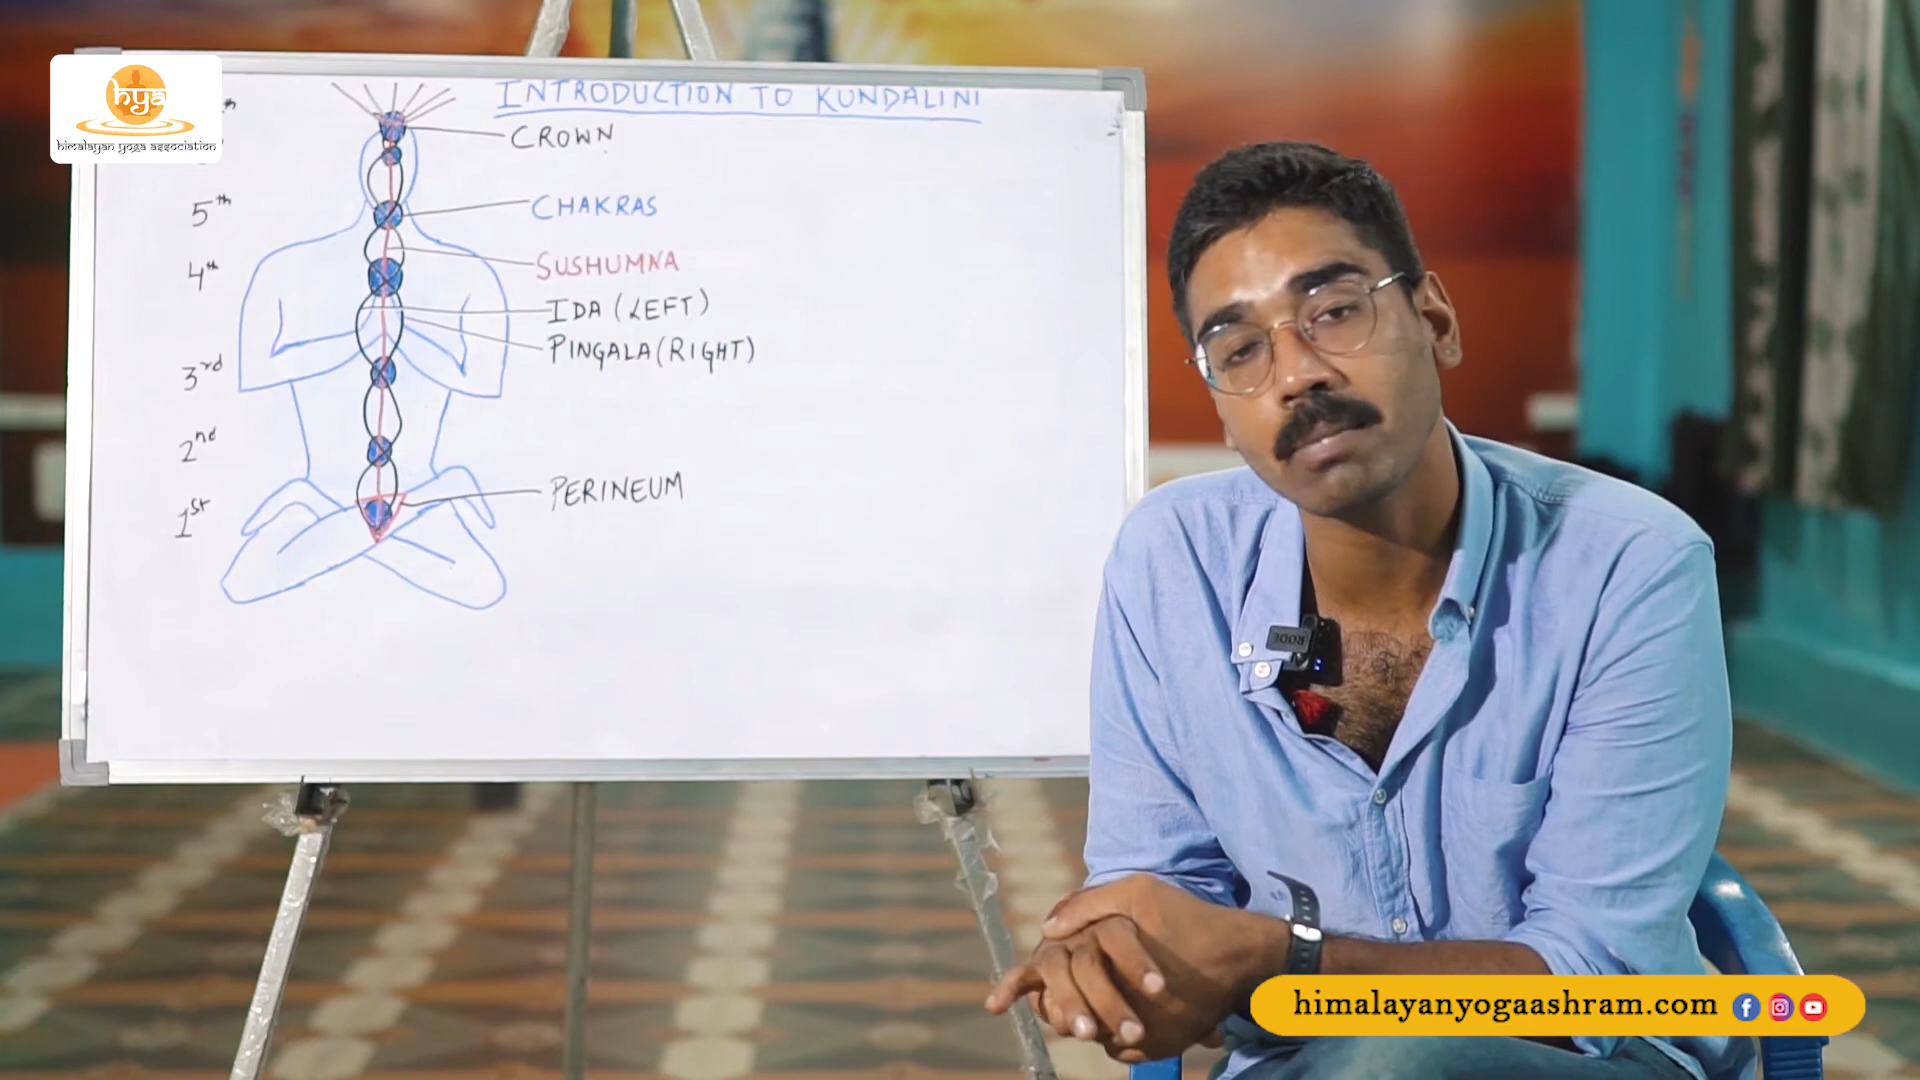 INTRODUCTION TO KUNDALINI
hya
himalayan yoga association
th
CROWN
5th
CHAKRAS
4th
SUSHUMNA
IDA (LEFT)
PINGALA (RIGHT)
3rd
2nd
1st
PERINEUM
RODE
himalayanyogaashram.com